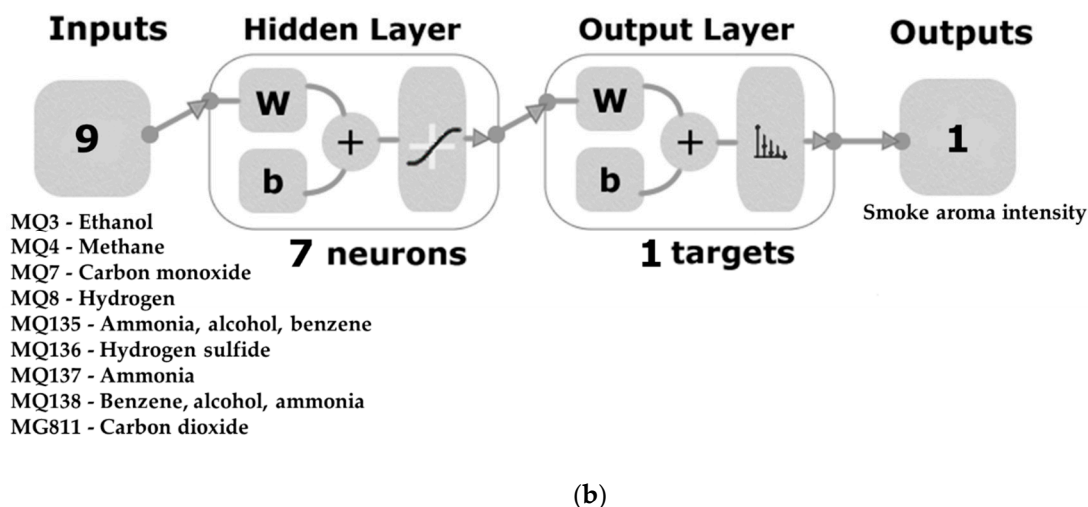 Inputs
Hidden Layer
Output Layer
Outputs
9
W
b
+
W
b
+
1
7 neurons
1 targets
Smoke aroma intensity
MQ3 - Ethanol
MQ4 - Methane
MQ7 - Carbon monoxide
MQ8 - Hydrogen
MQ135 - Ammonia, alcohol, benzene
MQ136 - Hydrogen sulfide
MQ137 - Ammonia
MQ138 - Benzene, alcohol, ammonia
MG811 - Carbon dioxide
(b)